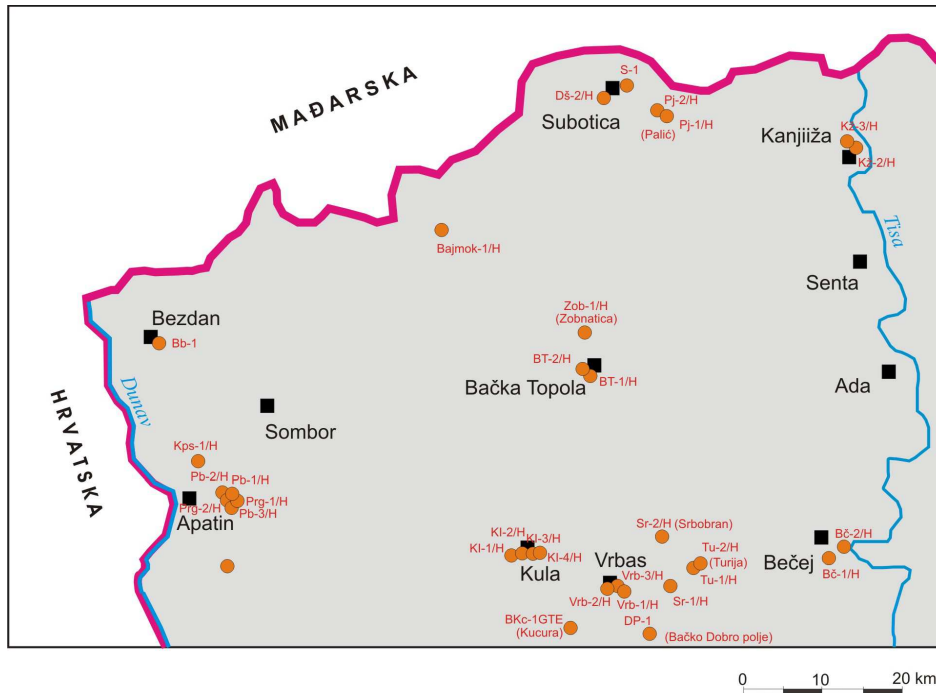 MAĐARSKA
S-1
Dš-2/H
Subotica
Pj-2/H
Pj-1/H
(Palić)
Kanjiiža
Kž-3/H
Kž-2/H
Tisa
Bajmok-1/H
Senta
Bezdan
Bb-1
Zob-1/H
(Zobnatica)
BT-2/H
BT-1/H
Bačka Topola
Ada
HRVATSKA
Dunav
Sombor
Kps-1/H
Pb-2/H
Pb-1/H
Prg-1/H
Prg-2/H
Pb-3/H
Apatin
Kl-2/H
Kl-3/H
Kl-1/H
Kl-4/H
Kula
Sr-2/H (Srbobran)
Tu-2/H
(Turija)
Tu-1/H
Bč-2/H
Bečej
Bč-1/H
Vrbas
Vrb-3/H
Vrb-2/H
Vrb-1/H
Sr-1/H
BKc-1GTE
(Kucura)
DP-1
(Bačko Dobro polje)
0 10 20 km